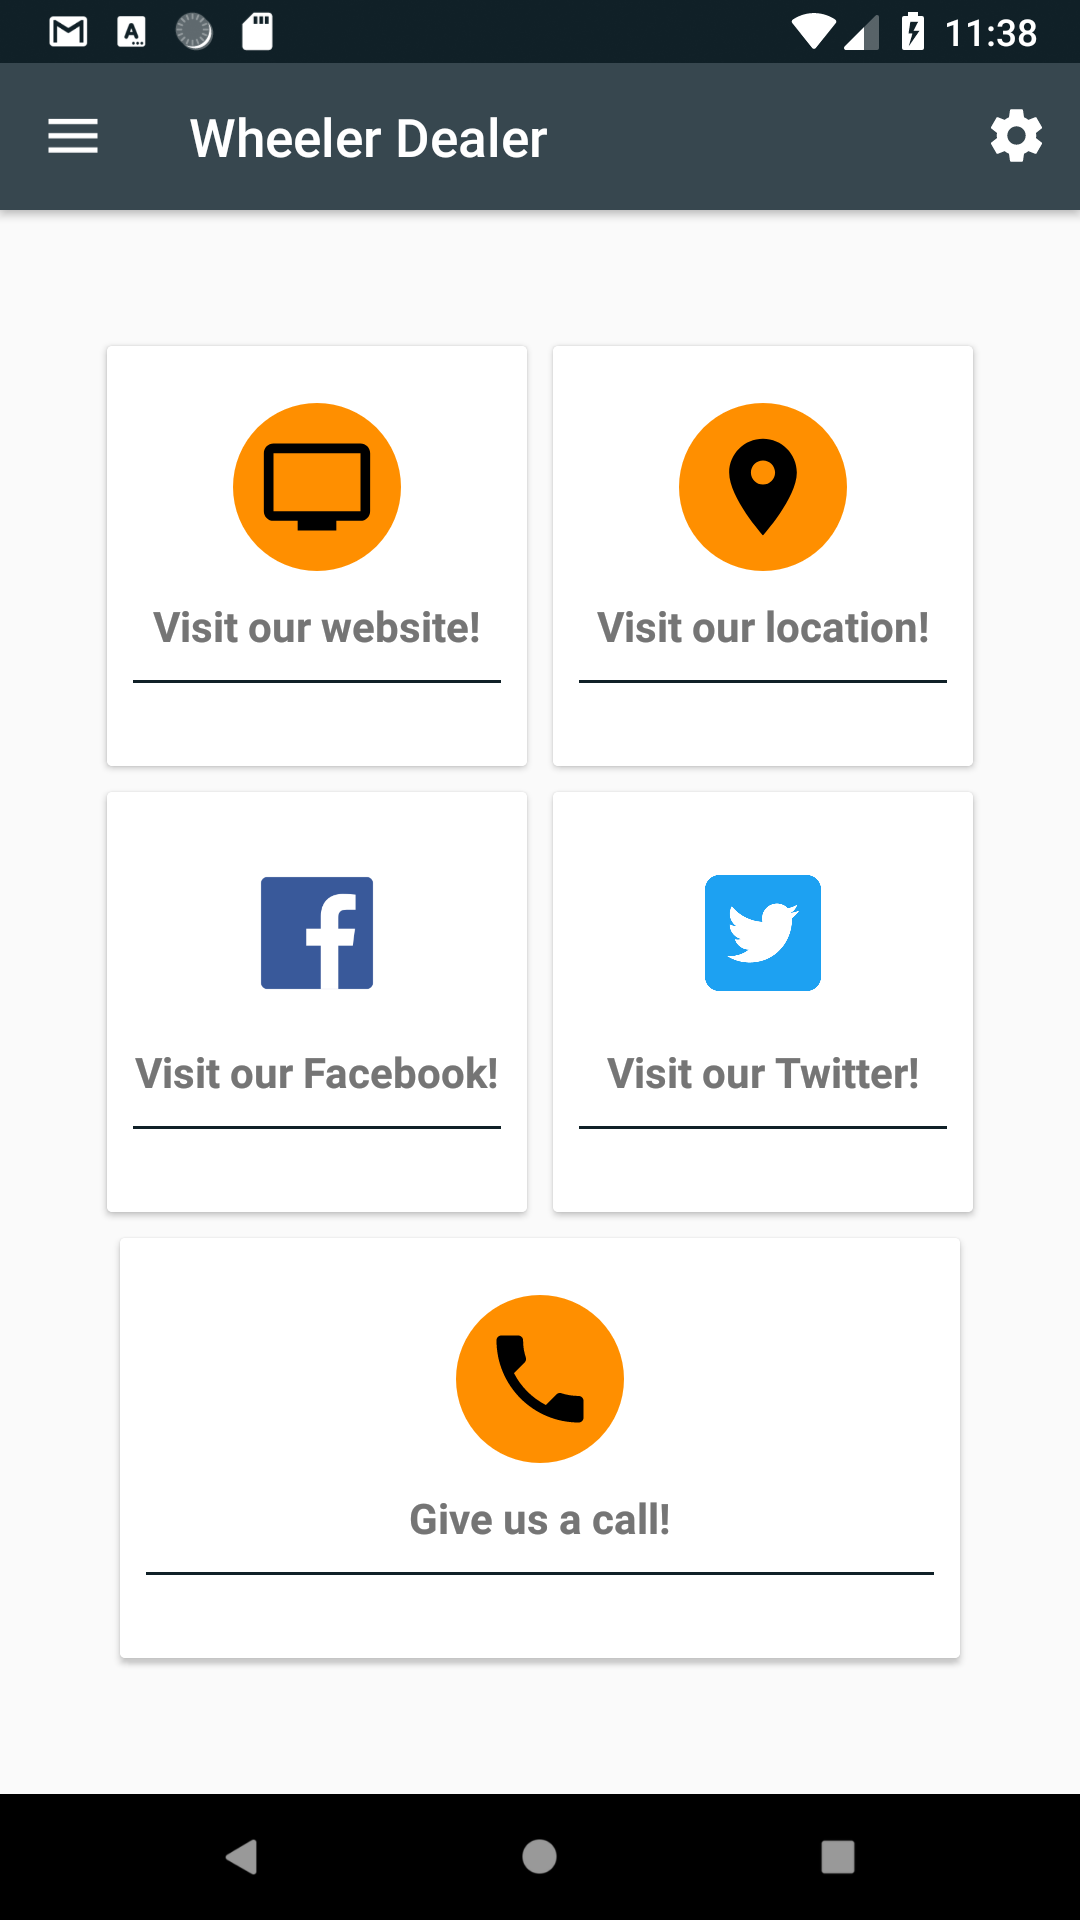 11:38
Wheeler Dealer
Visit our website!
Visit our location!
Visit our Facebook!
Visit our Twitter!
Give us a call!